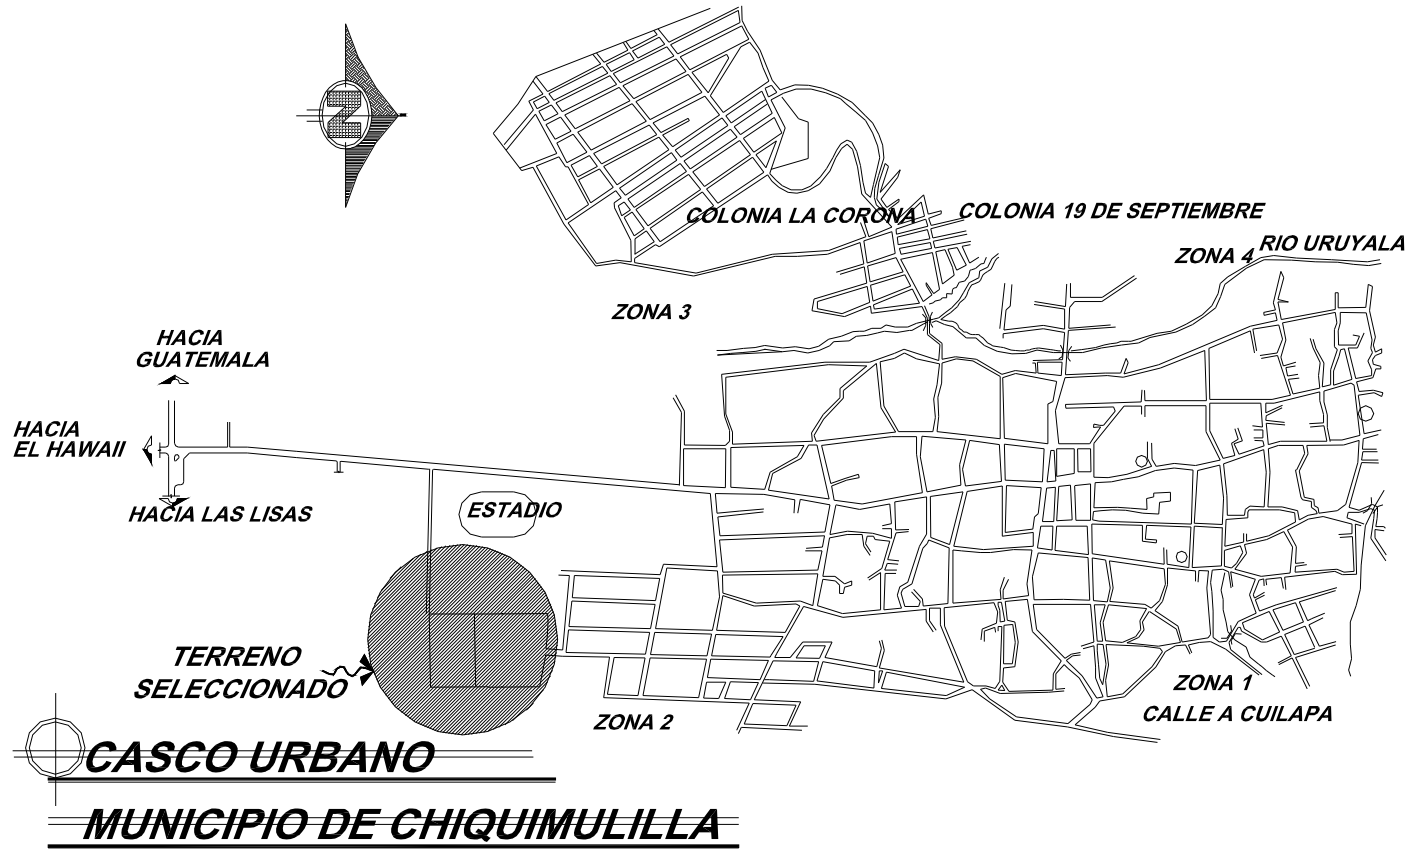 N
COLONIA LA CORONA
COLONIA 19 DE SEPTIEMBRE
ZONA 4
RIO URUYALA
ZONA 3
HACIA
GUATEMALA
HACIA
EL HAWAII
HACIA LAS LISAS
ESTADIO
TERRENO
SELECCIONADO
ZONA 2
ZONA 1
CALLE A CUILAPA
CASCO URBANO
MUNICIPIO DE CHIQUIMULILLA